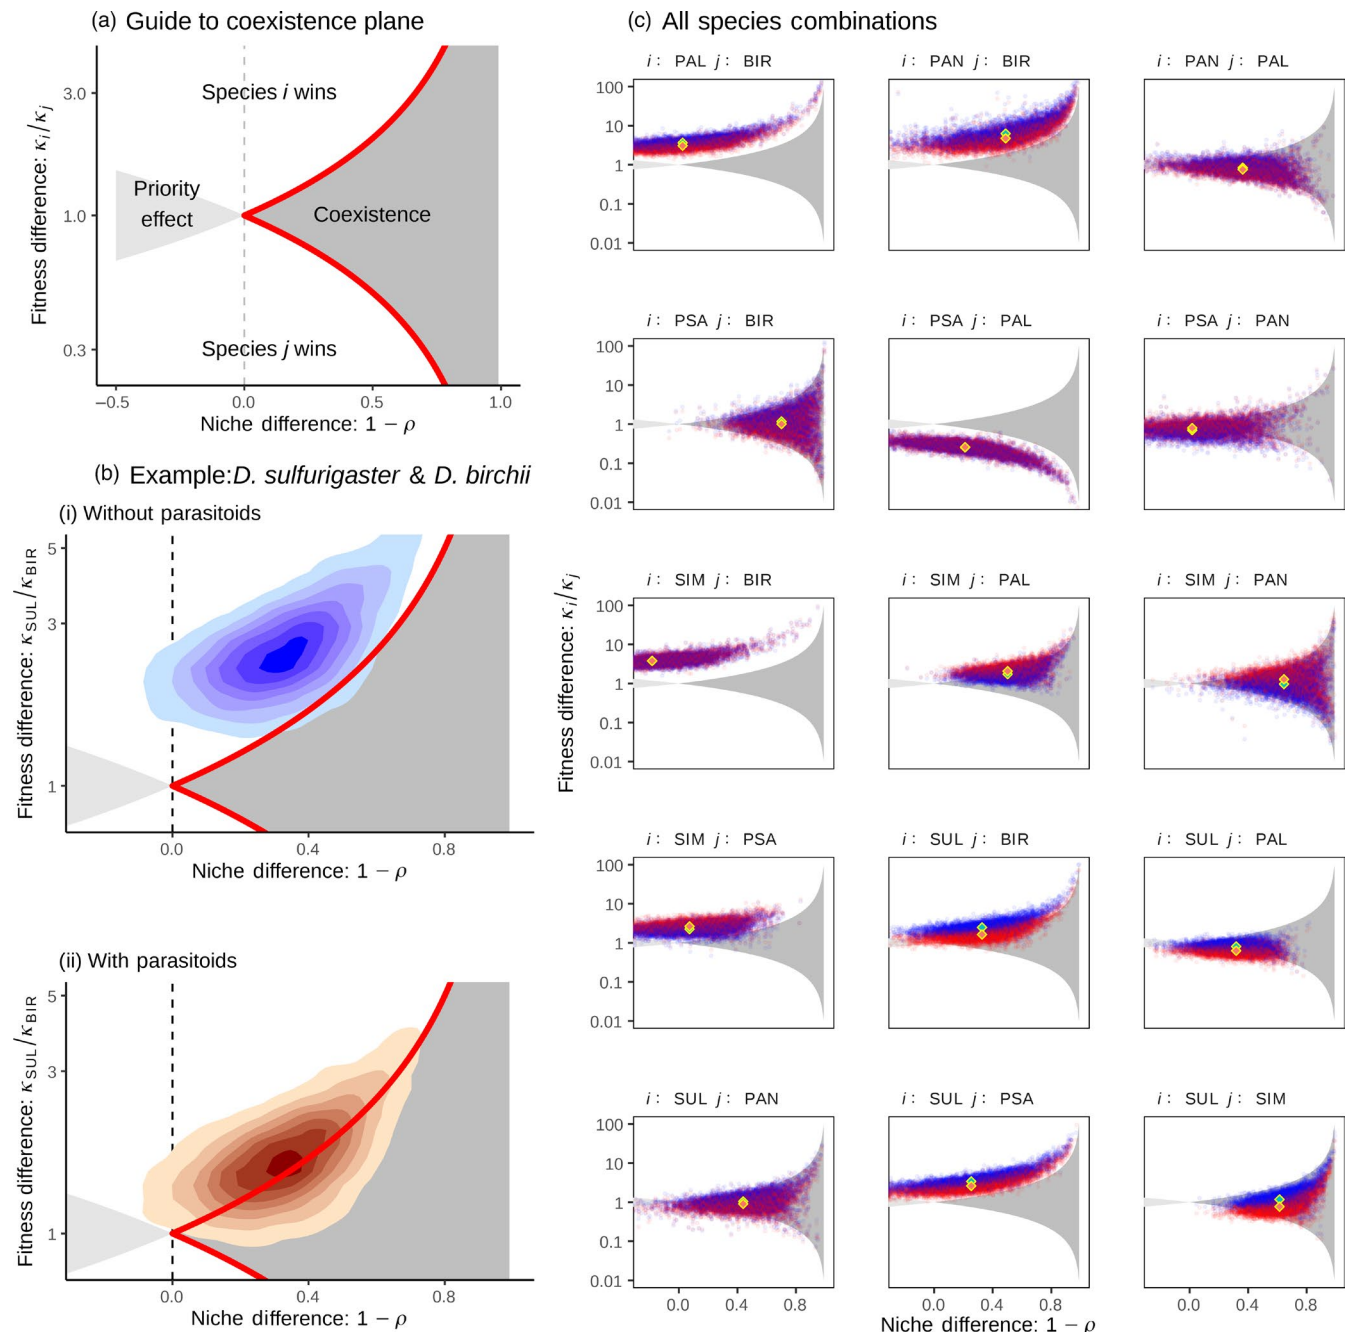 (a) Guide to coexistence plane
Fitness difference: κi/κj
3.0
1.0
0.3
Species i wins
Priority
effect
Coexistence
Species j wins
−0.5 0.0 0.5 1.0
Niche difference: 1 − ρ
(b) Example:D. sulfurigaster & D. birchii
(i) Without parasitoids
Fitness difference: κSUL/κBIR
5
3
1
0.0 0.4 0.8
Niche difference: 1 − ρ
(ii) With parasitoids
Fitness difference: κSUL/κBIR
5
3
1
0.0 0.4 0.8
Niche difference: 1 − ρ
(c) All species combinations
Fitness difference: κi/κj
i: PAL j: BIR
i: PAN j: BIR
i: PAN j: PAL
100
10
1
0.1
0.01
i: PSA j: BIR
i: PSA j: PAL
i: PSA j: PAN
100
10
1
0.1
0.01
i: SIM j: BIR
i: SIM j: PAL
i: SIM j: PAN
100
10
1
0.1
0.01
i: SIM j: PSA
i: SUL j: BIR
i: SUL j: PAL
100
10
1
0.1
0.01
i: SUL j: PAN
i: SUL j: PSA
i: SUL j: SIM
100
10
1
0.1
0.01
0.0 0.4 0.8
0.0 0.4 0.8
0.0 0.4 0.8
Niche difference: 1 − ρ